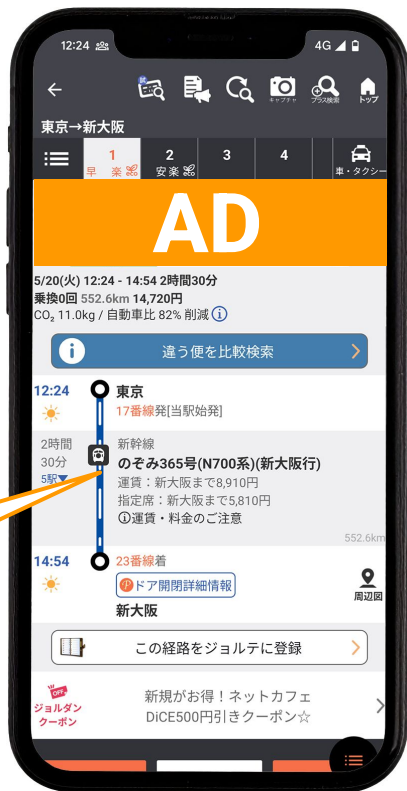 12:24
4G
キャプチャ
プラス検索
トップ
東京→新大阪
1
早 楽
2
安楽
3
4
車・タクシー
AD
5/20(火) 12:24 - 14:54 2時間30分
乗換0回 552.6km 14,720円
CO₂ 11.0kg / 自動車比 82% 削減 i
i 違う便を比較検索
12:24 東京
17番線発[当駅始発]
2時間30分
5駅▼
新幹線
のぞみ365号(N700系)(新大阪行)
運賃：新大阪まで8,910円
指定席：新大阪まで5,810円
ⓘ運賃・料金のご注意
552.6km
14:54 23番線着
ドア開閉詳細情報
新大阪
周辺図
この経路をジョルテに登録
OFF
ジョルダン
クーポン
新規がお得！ネットカフェ
DiCE500円引きクーポン☆